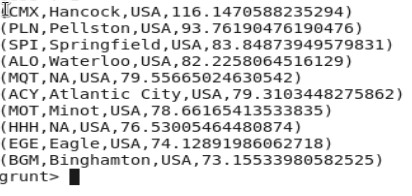 (CMX,Hancock,USA,116.1470588235294)
(PLN,Pellston,USA,93.76190476190476)
(SPI,Springfield,USA,83.84873949579831)
(ALO,Waterloo,USA,82.2258064516129)
(MQT,NA,USA,79.55665024630542)
(ACY,Atlantic City,USA,79.3103448275862)
(MOT,Minot,USA,78.66165413533835)
(HHH,NA,USA,76.53005464480874)
(EGE,Eagle,USA,74.12891986062718)
(BGM,Binghamton,USA,73.15533980582525)
grunt>